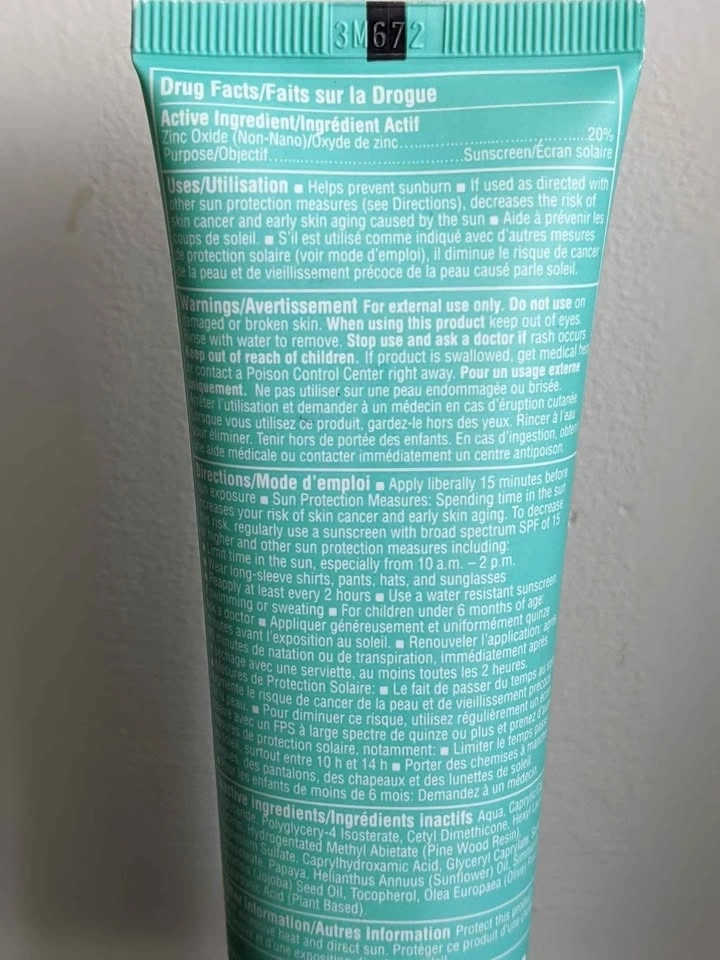 3M672
Drug Facts/Faits sur la Drogue
Active Ingredient/Ingrédient Actif
Zinc Oxide (Non-Nano)/Oxyde de zinc..........20%
Purpose/Objectif..........Sunscreen/Écran solaire
Uses/Utilisation ■ Helps prevent sunburn ■ If used as directed with
other sun protection measures (see Directions), decreases the risk of
skin cancer and early skin aging caused by the sun ■ Aide à prévenir les
coups de soleil. ■ S'il est utilisé comme indiqué avec d'autres mesures
de protection solaire (voir mode d'emploi), il diminue le risque de cancer
de la peau et de vieillissement précoce de la peau causé parle soleil.
Warnings/Avertissement For external use only. Do not use on
damaged or broken skin. When using this product keep out of eyes.
Rinse with water to remove. Stop use and ask a doctor if rash occurs
Keep out of reach of children. If product is swallowed, get medical
contact a Poison Control Center right away. Pour un usage externe
uniquement. Ne pas utiliser sur une peau endommagée ou brisée.
l'utilisation et demander à un médecin en cas d'éruption cutanée
vous utilisez ce produit, gardez-le hors des yeux. Rincer à l'eau
éliminer. Tenir hors de portée des enfants. En cas d'ingestion,
aide médicale ou contacter immédiatement un centre antipoison.
Directions/Mode d'emploi ■ Apply liberally 15 minutes before
exposure ■ Sun Protection Measures: Spending time in the sun
your risk of skin cancer and early skin aging. To decrease
risk, regularly use a sunscreen with broad spectrum SPF of 15
higher and other sun protection measures including:
Limit time in the sun, especially from 10 a.m. – 2 p.m.
long-sleeve shirts, pants, hats, and sunglasses
Reapply at least every 2 hours ■ Use a water resistant sunscreen
swimming or sweating ■ For children under 6 months of age:
a doctor ■ Appliquer généreusement et uniformément quinze
avant l'exposition au soleil. ■ Renouveler l'application: après
de natation ou de transpiration, immédiatement après
avec une serviette, au moins toutes les 2 heures.
de Protection Solaire: ■ Le fait de passer du temps au
le risque de cancer de la peau et de vieillissement
peau. ■ Pour diminuer ce risque, utilisez régulièrement
avec un FPS à large spectre de quinze ou plus et prenez
de protection solaire, notamment: ■ Limiter le temps
surtout entre 10 h et 14 h ■ Porter des chemises à
des pantalons, des chapeaux et des lunettes de soleil.
les enfants de moins de 6 mois: Demandez à un médecin.
ingredients/Ingrédients inactifs Aqua,
Polyglycery-4 Isosterate, Cetyl Dimethicone,
Hydrogentated Methyl Abietate (Pine Wood Resin),
Sulfate, Caprylhydroxamic Acid, Glyceryl
Papaya, Helianthus Annuus (Sunflower) Oil,
(Jojoba) Seed Oil, Tocopherol, Olea Europaea (Olive)
Acid (Plant Based).
Information/Autres Information Protect this
heat and direct sun. Protéger ce produit